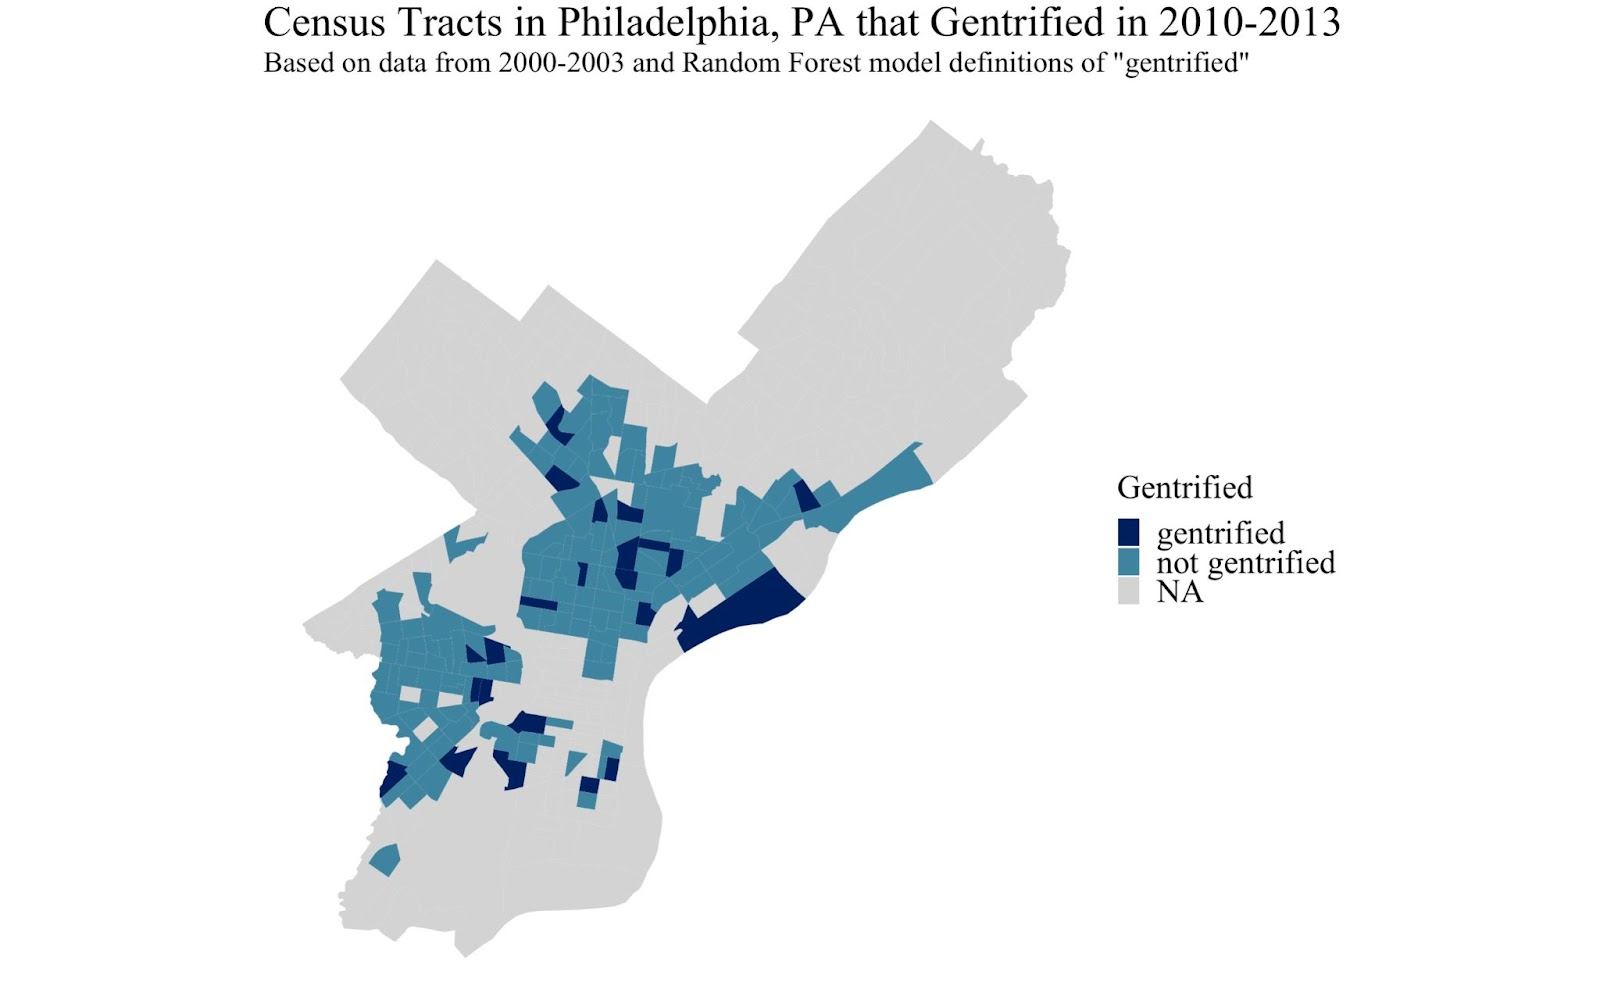 Census Tracts in Philadelphia, PA that Gentrified in 2010-2013
Based on data from 2000-2003 and Random Forest model definitions of "gentrified"
Gentrified
gentrified
not gentrified
NA